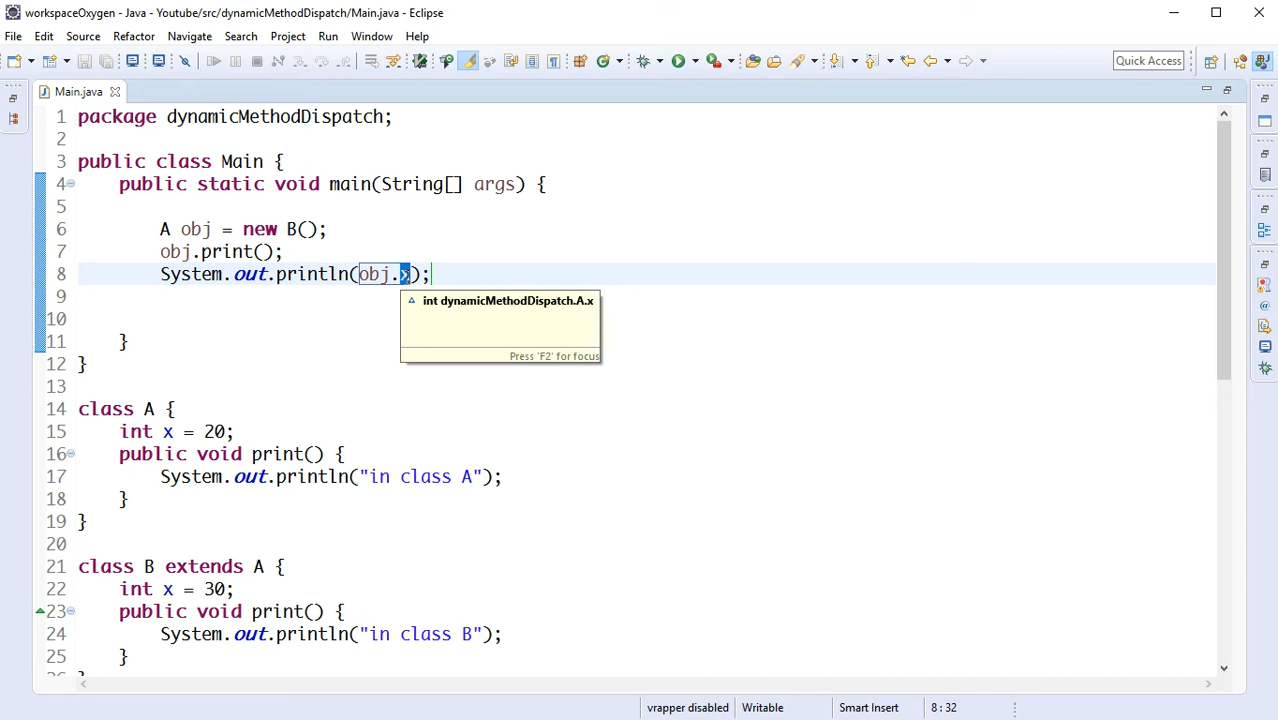 workspaceOxygen - Java - Youtube/src/dynamicMethodDispatch/Main.java - Eclipse
File Edit Source Refactor Navigate Search Project Run Window Help
Quick Access
Main.java
1 package dynamicMethodDispatch;
2
3 public class Main {
4 public static void main(String[] args) {
5
6 A obj = new B();
7 obj.print();
8 System.out.println(obj.x);
9
int dynamicMethodDispatch.A.x
10
11 }
Press 'F2' for focus
12 }
13
14 class A {
15 int x = 20;
16 public void print() {
17 System.out.println("in class A");
18 }
19 }
20
21 class B extends A {
22 int x = 30;
23 public void print() {
24 System.out.println("in class B");
25 }
vrapper disabled Writable Smart Insert 8 : 32